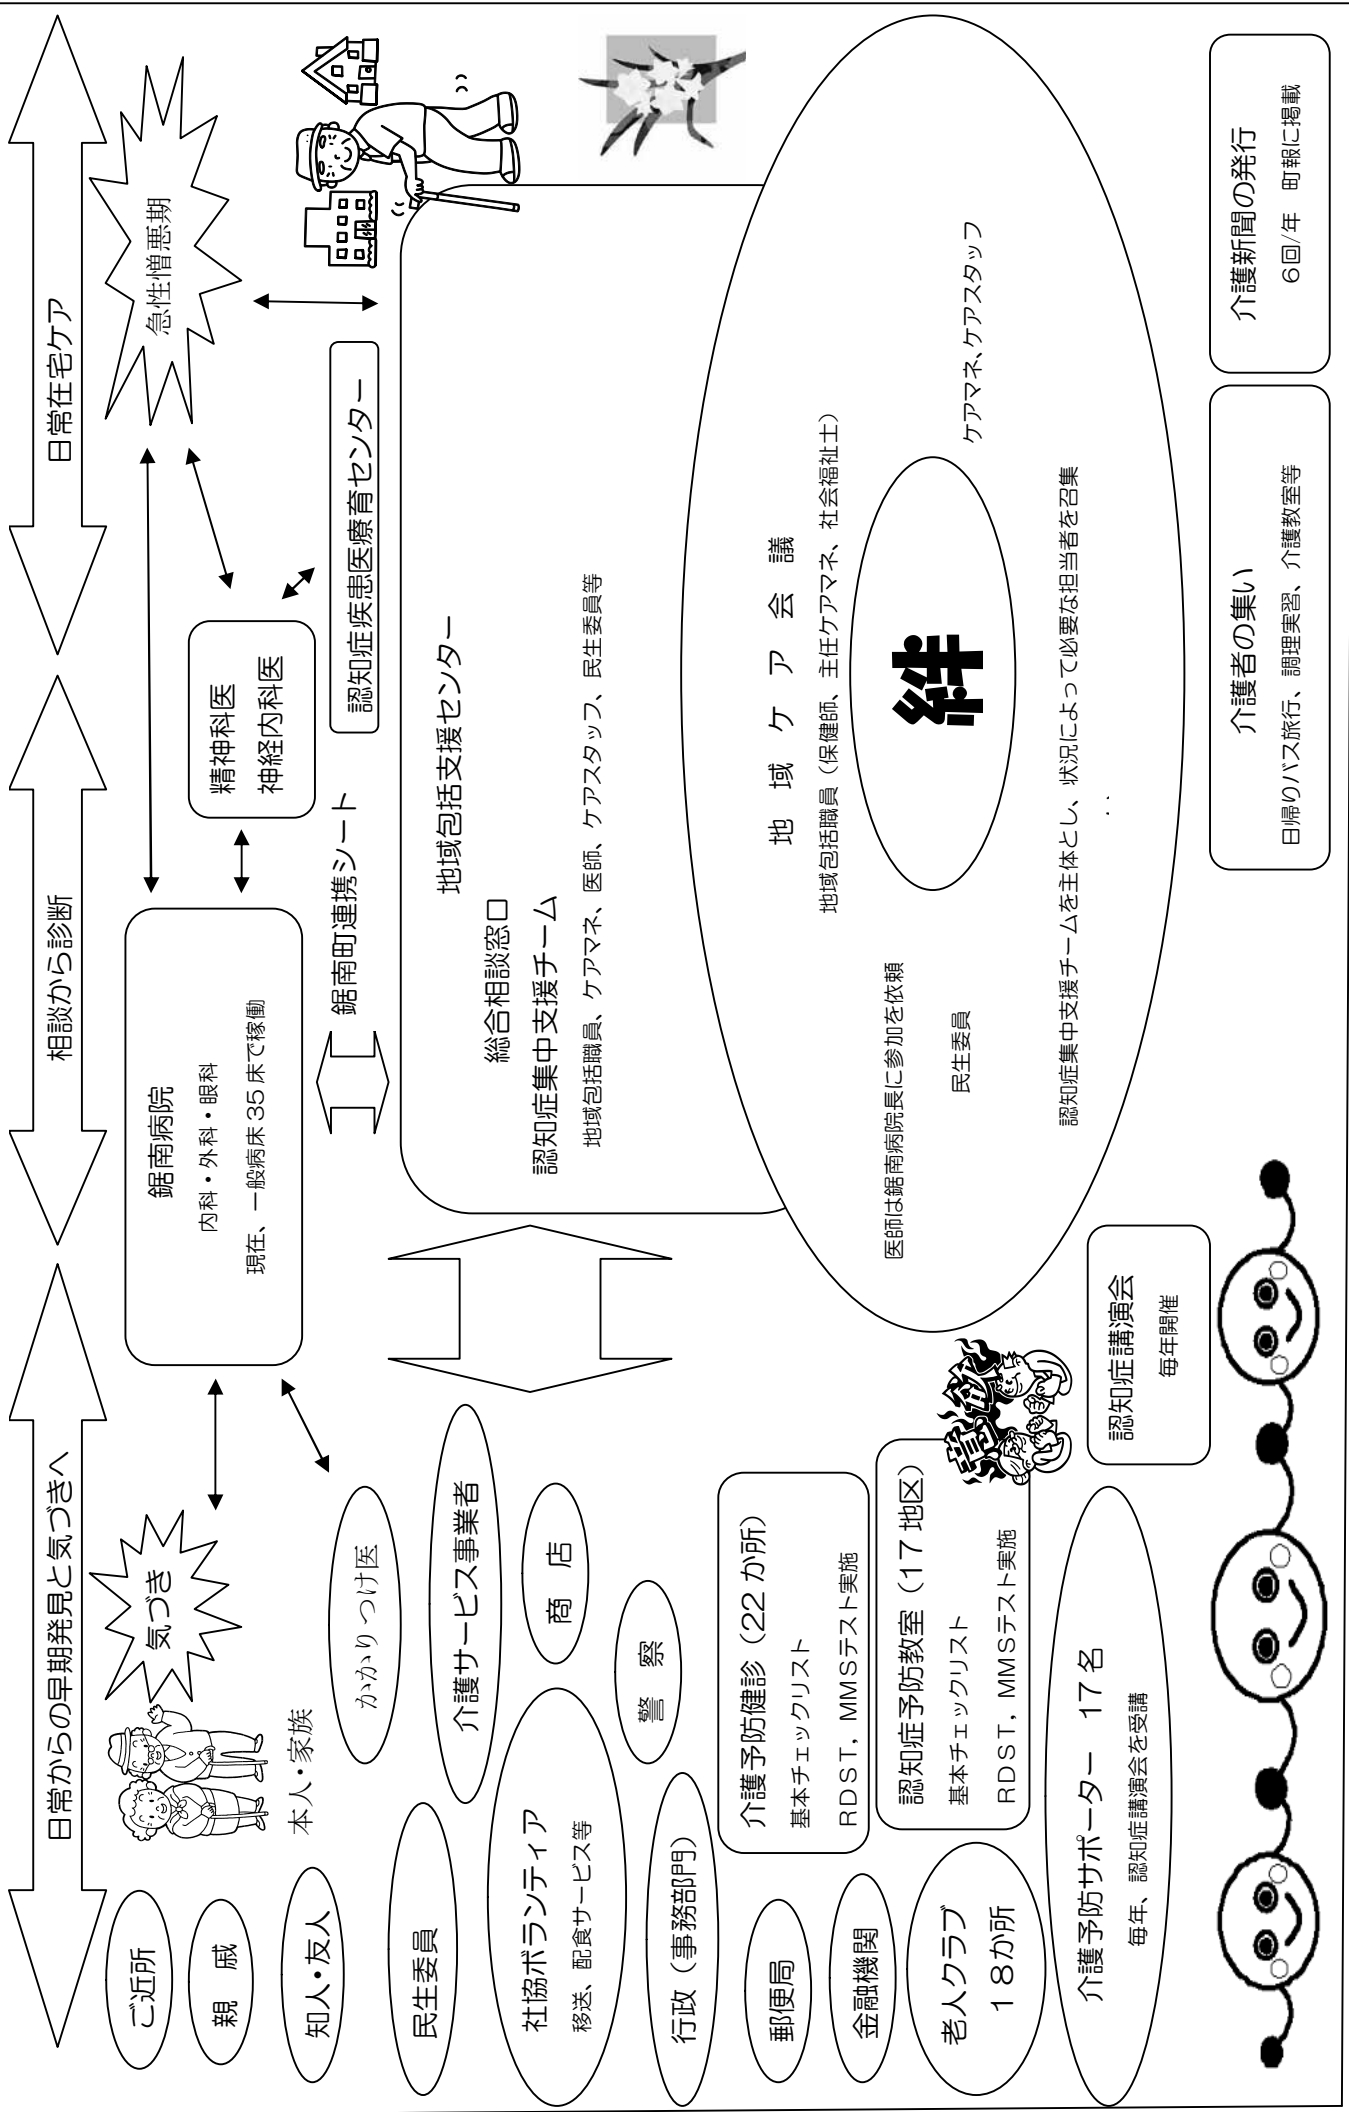 日常からの早期発見と気づきへ
相談から診断
日常在宅ケア
ご近所
親　戚
知人・友人
本人・家族
気づき
かかりつけ医
鋸南病院
内科・外科・眼科
現在、一般病床35床で稼働
精神科医
神経内科医
急性憎悪期
鋸南町連携シート
認知症疾患医療育センター
民生委員
介護サービス事業者
社協ボランティア
移送、配食サービス等
商　店
行政（事務部門）
警　察
郵便局
金融機関
老人クラブ
１８か所
介護予防健診（22か所）
基本チェックリスト
RDST，MMSテスト実施
認知症予防教室（17地区）
基本チェックリスト
RDST，MMSテスト実施
介護予防サポーター　17名
毎年、認知症講演会を受講
認知症講演会
毎年開催
地域包括支援センター
総合相談窓口
認知症集中支援チーム
地域包括職員、ケアマネ、医師、ケアスタッフ、民生委員等
地　域　ケ　ア　会　議
地域包括職員（保健師、主任ケアマネ、社会福祉士）
医師は鋸南病院長に参加を依頼
絆
ケアマネ、ケアスタッフ
民生委員
認知症集中支援チームを主体とし、状況によって必要な担当者を召集
介護者の集い
日帰りバス旅行、調理実習、介護教室等
介護新聞の発行
６回/年　町報に掲載